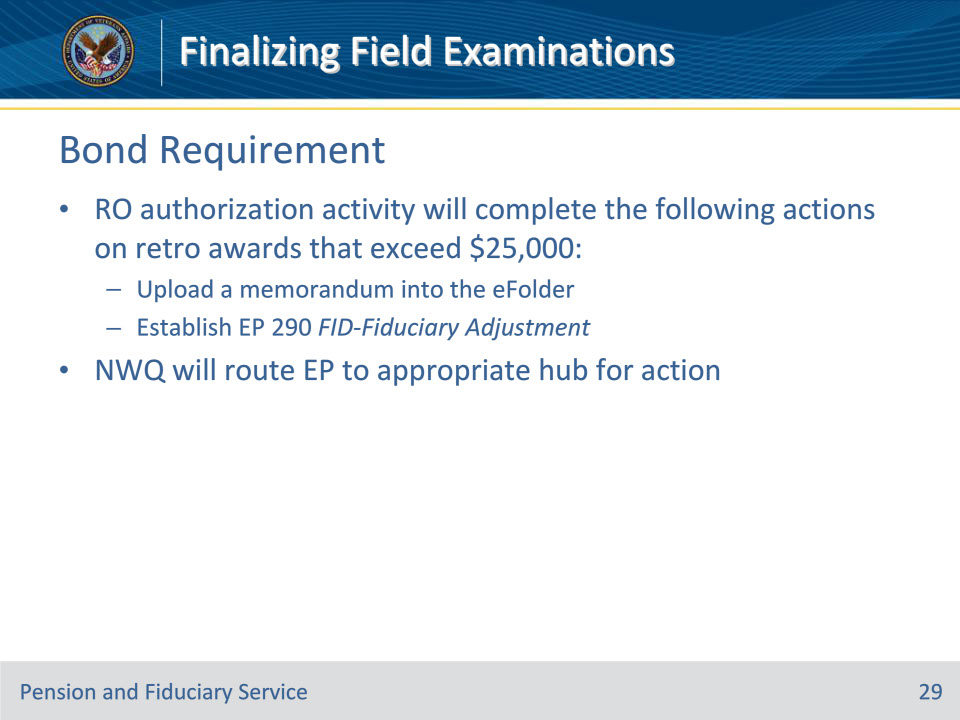 Finalizing Field Examinations
Bond Requirement
• RO authorization activity will complete the following actions
on retro awards that exceed $25,000:
– Upload a memorandum into the eFolder
– Establish EP 290 FID-Fiduciary Adjustment
• NWQ will route EP to appropriate hub for action
Pension and Fiduciary Service
29